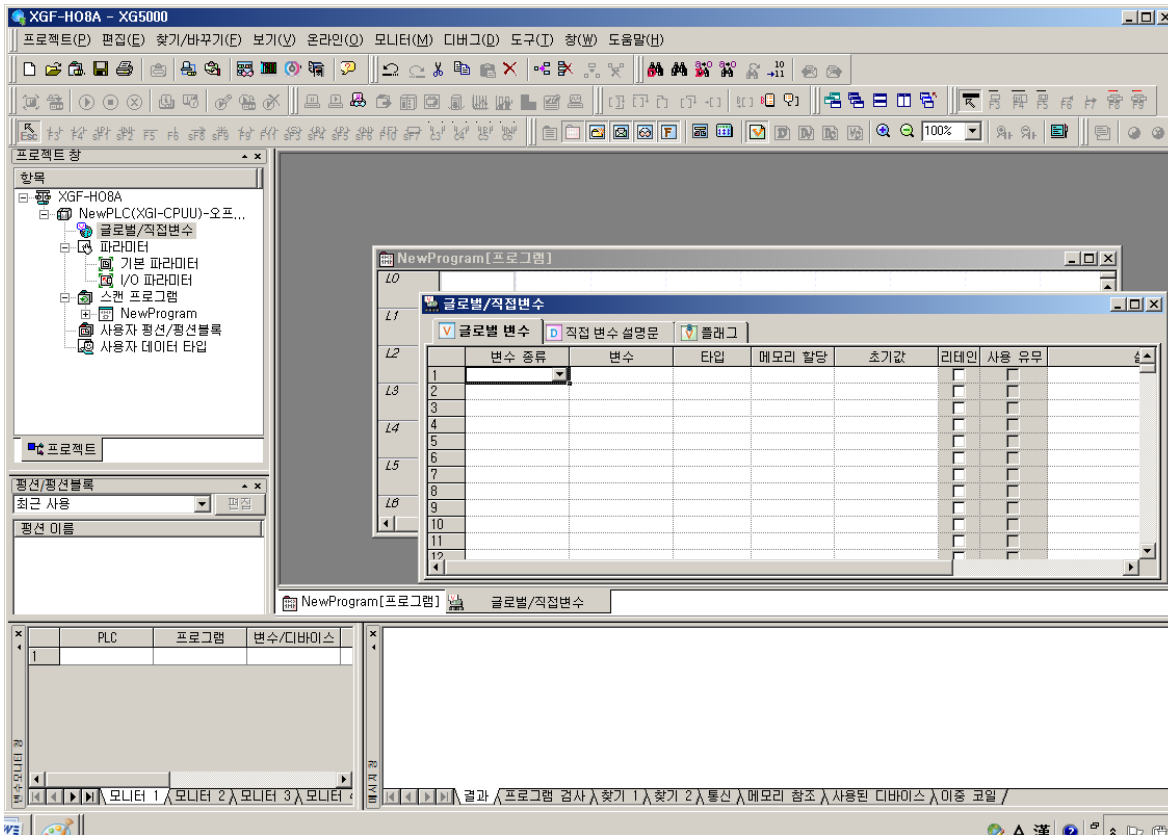 XGF-HO8A - XG5000
프로젝트(P) 편집(E) 찾기/바꾸기(F) 보기(V) 온라인(O) 모니터(M) 디버그(D) 도구(T) 창(W) 도움말(H)
100%
프로젝트 창
항목
XGF-HO8A
NewPLC(XGI-CPUU)-오프...
글로벌/직접변수
파라미터
기본 파라미터
I/O 파라미터
스캔 프로그램
NewProgram
사용자 펑션/펑션블록
사용자 데이터 타입
프로젝트
펑션/펑션블록
최근 사용 편집
펑션 이름
NewProgram[프로그램]
L0
L1
L2
L3
L4
L5
L6
글로벌/직접변수
V 글로벌 변수 D 직접 변수 설명문 플래그
변수 종류 변수 타입 메모리 할당 초기값 리테인 사용 유무
1
2
3
4
5
6
7
8
9
10
11
12
NewProgram[프로그램] 글로벌/직접변수
PLC 프로그램 변수/디바이스
1
모니터 1 모니터 2 모니터 3 모니터
결과 프로그램 검사 찾기 1 찾기 2 통신 메모리 참조 사용된 디바이스 이중 코일
A 漢